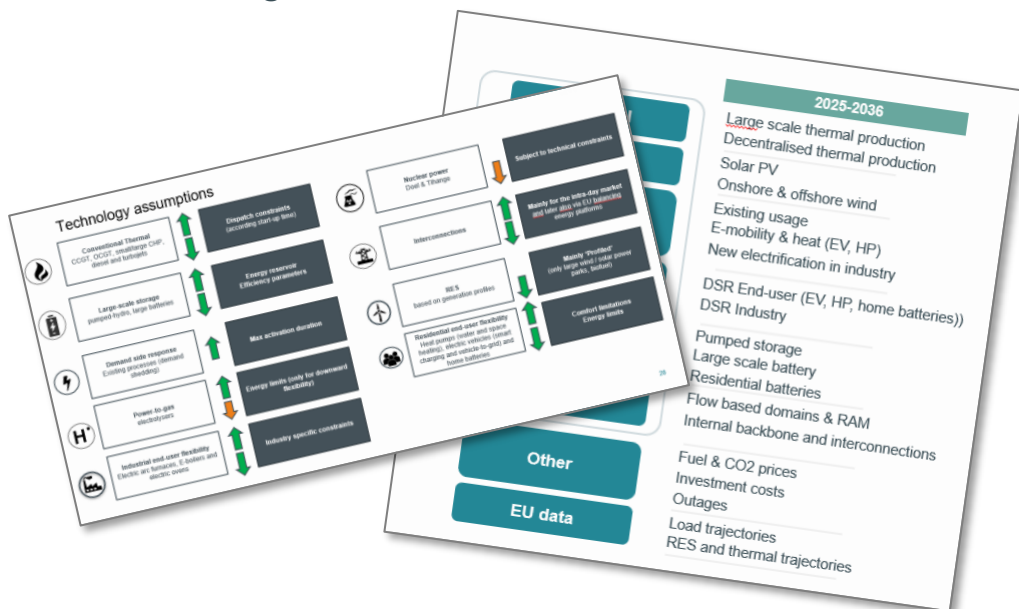 Technology assumptions
Conventional Thermal
CCGT, OCGT, small/large CHP,
diesel and turbojets
Dispatch constraints
(according start-up time)
Large-scale storage
pumped-hydro, large batteries
Energy reservoir
Efficiency parameters
Demand side response
Existing processes (demand
shedding)
Max activation duration
Power-to-gas
electrolysers
Energy limits (only for downward
flexibility)
Industrial end-user flexibility
Electric arc furnaces, E-boilers and
electric ovens
Industry specific constraints
Nuclear power
Doel & Tihange
Subject to technical constraints
Interconnections
Mainly for the intra-day market
and later also via EU balancing
energy platforms
RES
based on generation profiles
Mainly 'Profiled'
(only large wind / solar power
parks, biofuel)
Residential end-user flexibility
Heat pumps (water and space
heating), electric vehicles (smart
charging and vehicle-to-grid) and
home batteries
Comfort limitations
Energy limits
H
2025-2036
Large scale thermal production
Decentralised thermal production
Solar PV
Onshore & offshore wind
Existing usage
E-mobility & heat (EV, HP)
New electrification in industry
DSR End-user (EV, HP, home batteries))
DSR Industry
Pumped storage
Large scale battery
Residential batteries
Flow based domains & RAM
Internal backbone and interconnections
Other
Fuel & CO2 prices
Investment costs
Outages
EU data
Load trajectories
RES and thermal trajectories